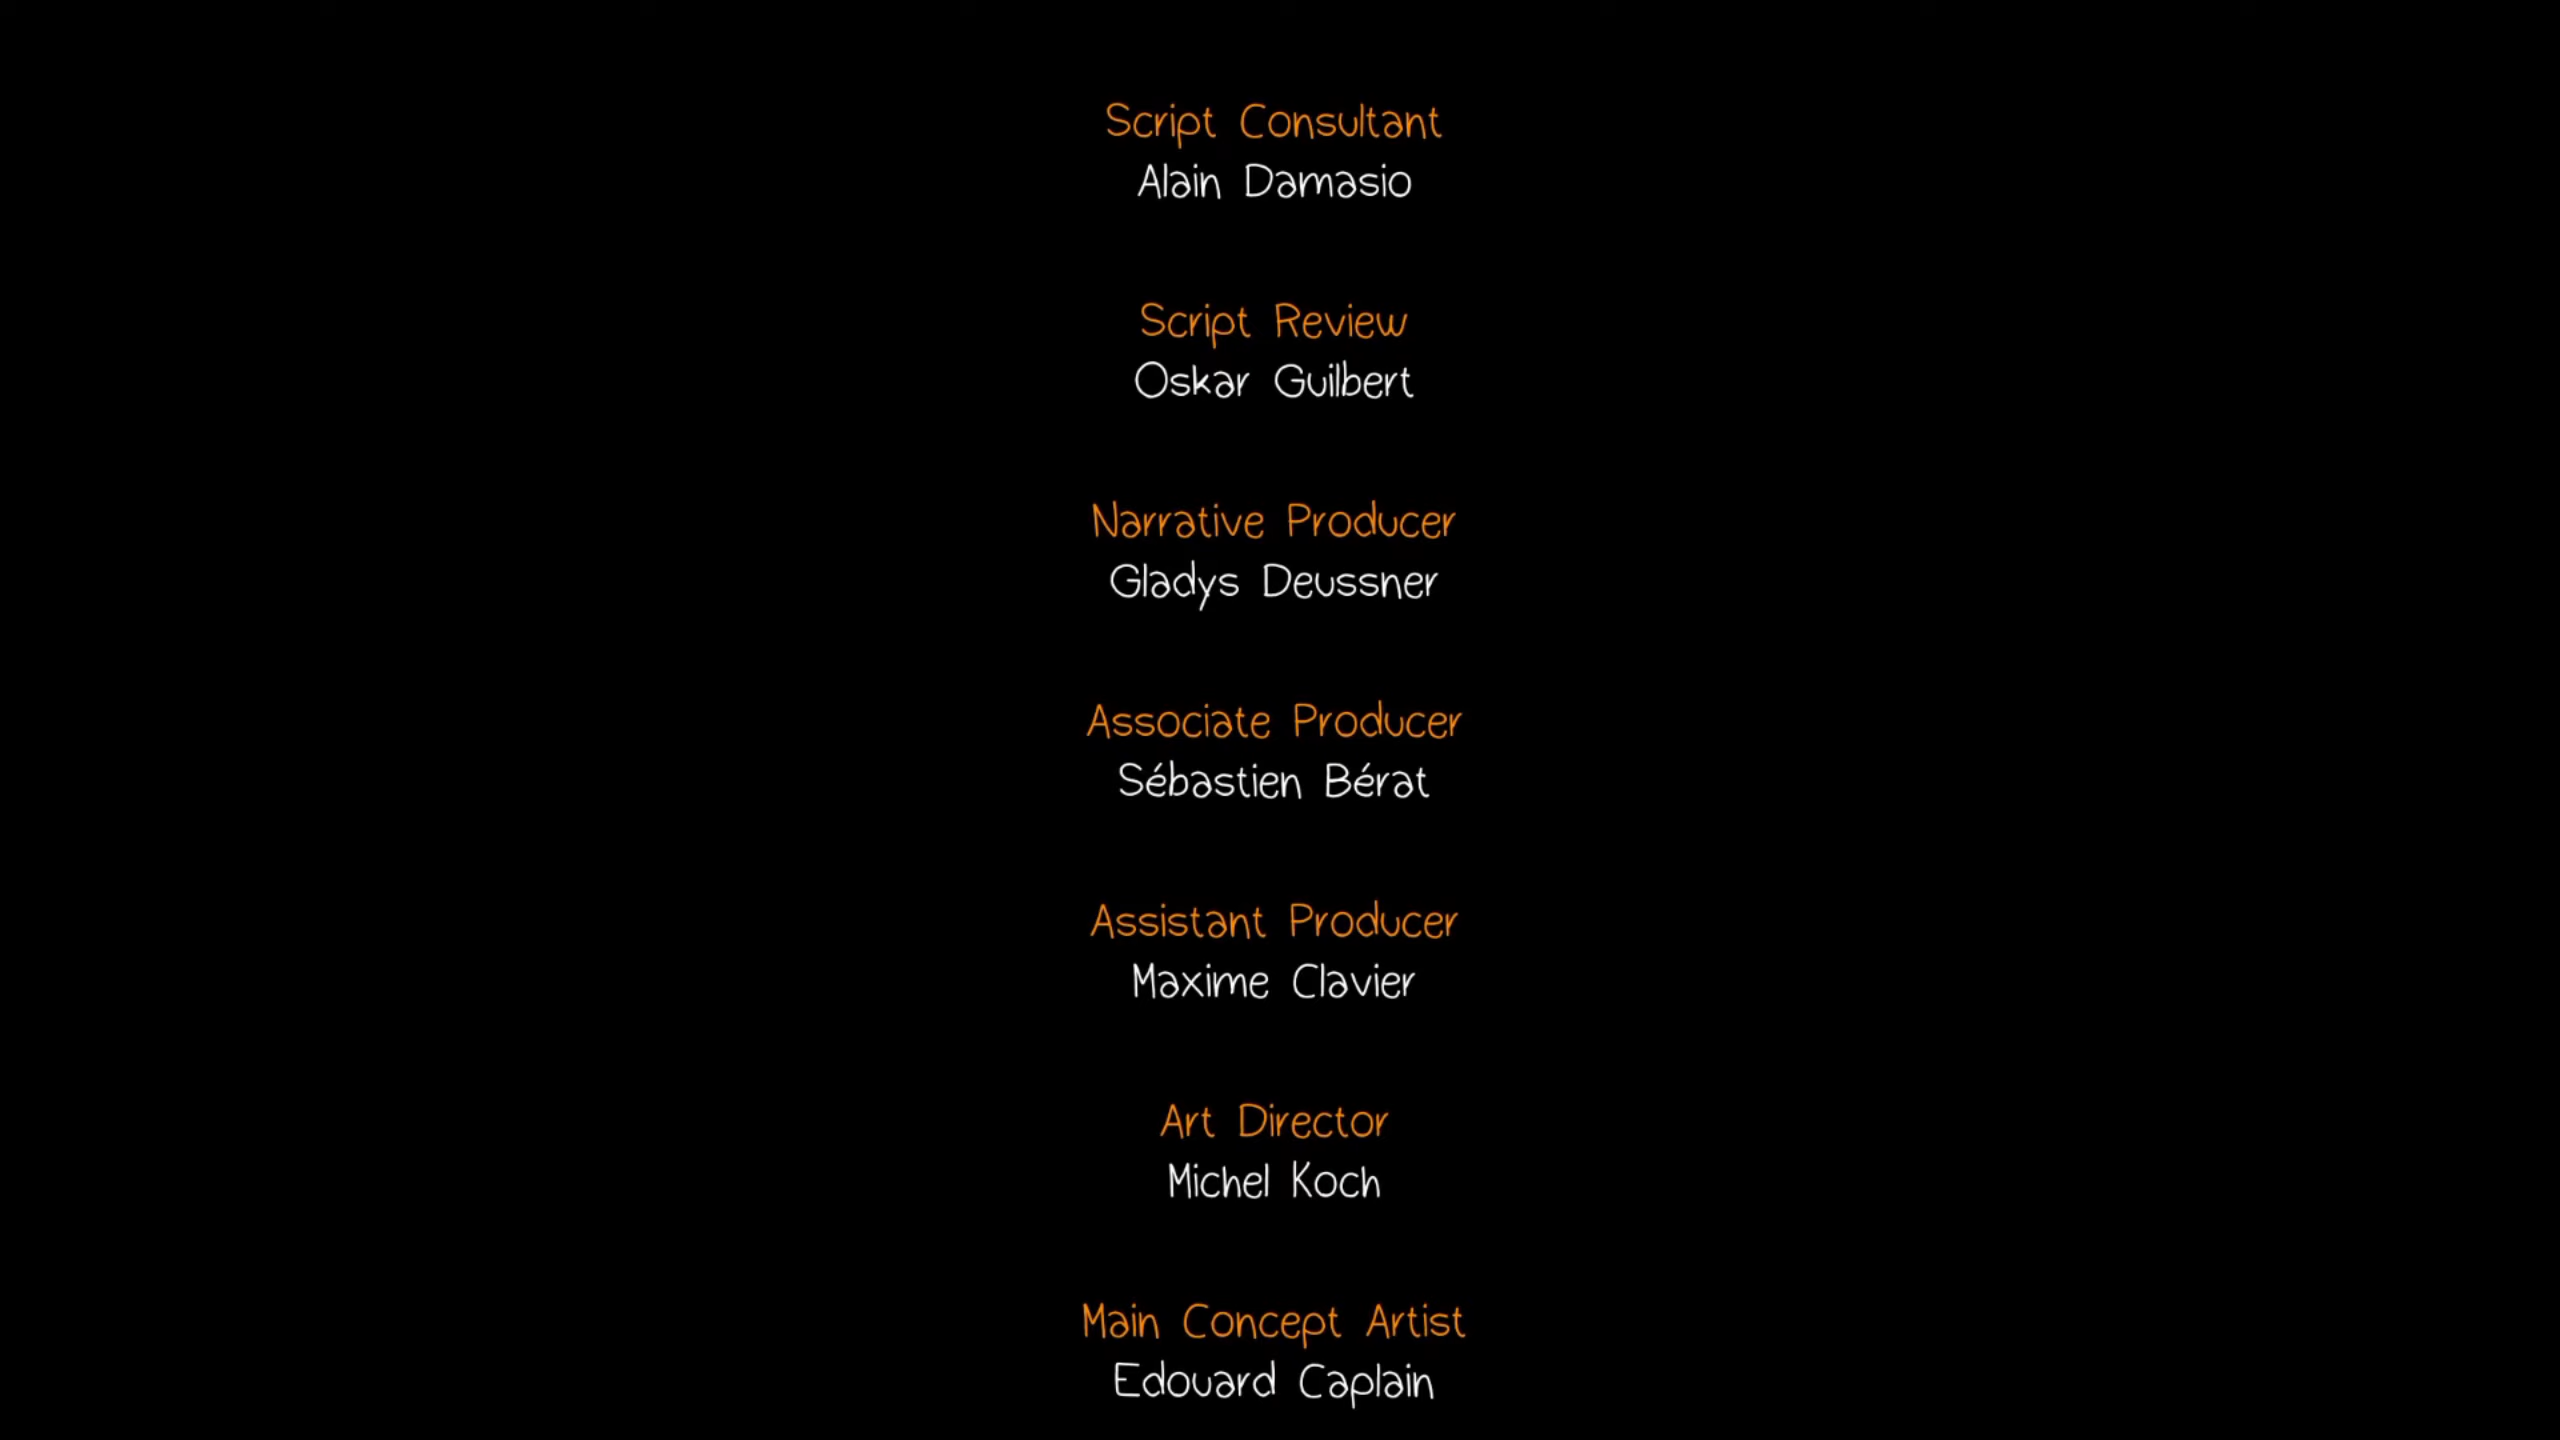 Script Consultant
Alain Damasio
Script Review
Oskar Guilbert
Narrative Producer
Gladys Deussner
Associate Producer
Sébastien Bérat
Assistant Producer
Maxime Clavier
Art Director
Michel Koch
Main Concept Artist
Edouard Caplain